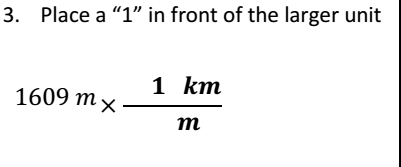 3. Place a “1” in front of the larger unit
1609 m × 1 km
m